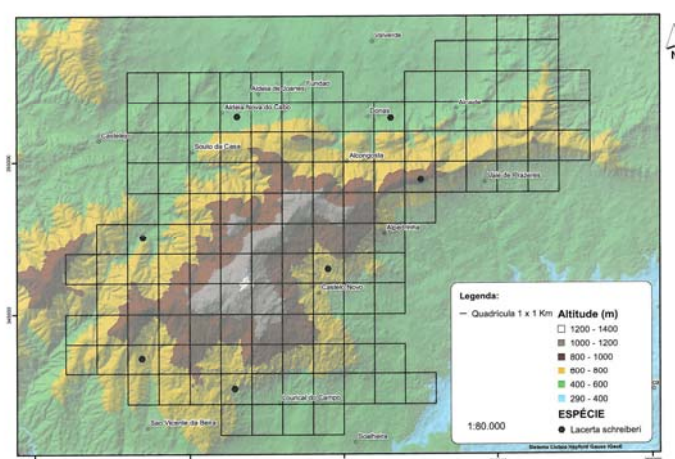 Valverde
N
Fundão
Aldeia de Joanes
Aldeia Nova do Cabo
Donas
Alcaide
Castelejo
Souto da Casa
Alcongosta
Vale de Prazeres
Alpedrinha
Castelo Novo
Louriçal do Campo
São Vicente da Beira
Soalheira
Legenda:
Quadrícula 1 x 1 Km
Altitude (m)
1200 - 1400
1000 - 1200
800 - 1000
600 - 800
400 - 600
290 - 400
ESPÉCIE
Lacerta schreiberi
1:80.000